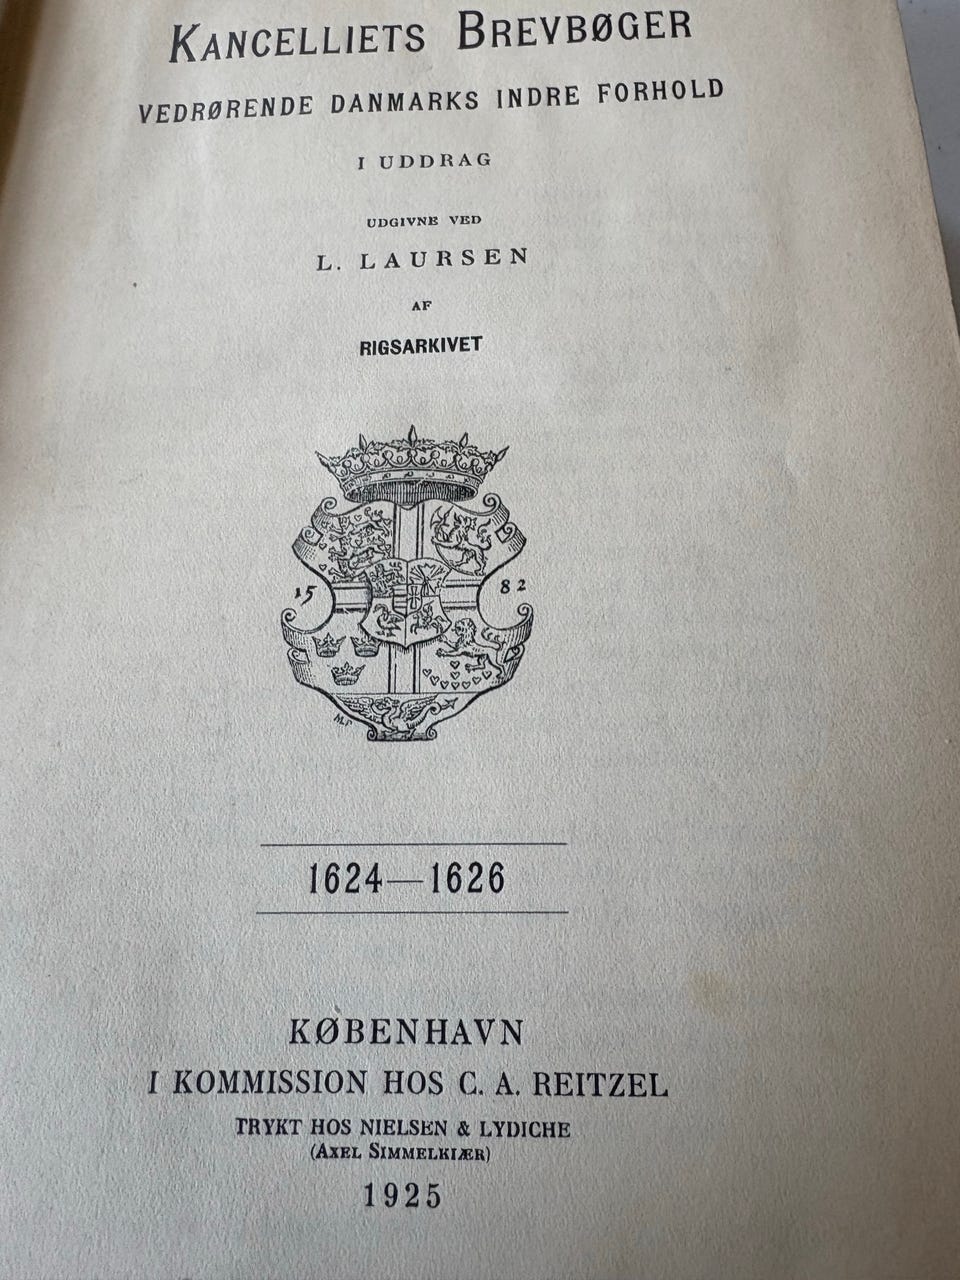 KANCELLIETS BREVBØGER
VEDRØRENDE DANMARKS INDRE FORHOLD
I UDDRAG
UDGIVNE VED
L. LAURSEN
AF
RIGSARKIVET
15 82
1624—1626
KØBENHAVN
I KOMMISSION HOS C. A. REITZEL
TRYKT HOS NIELSEN & LYDICHE
(AXEL SIMMELKIÆR)
1925